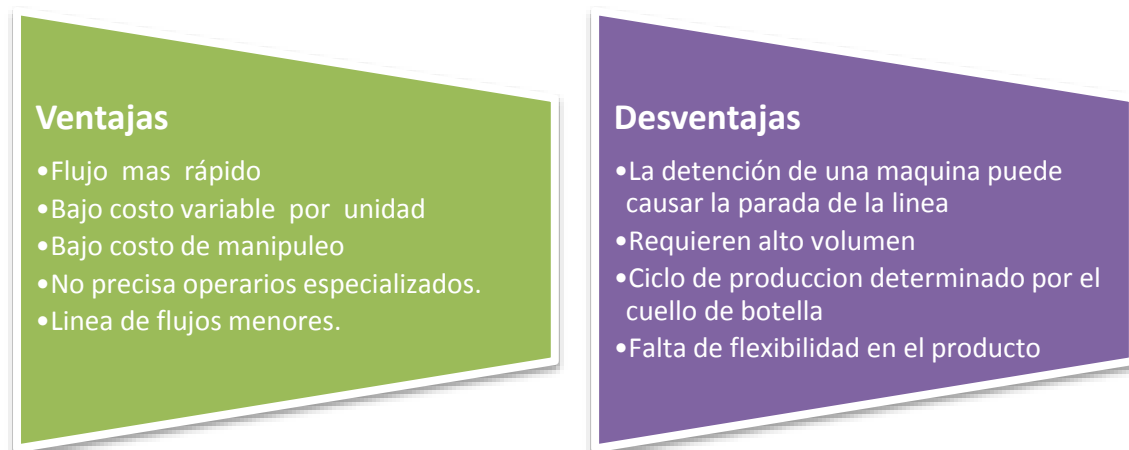 Ventajas
•Flujo mas rápido
•Bajo costo variable por unidad
•Bajo costo de manipuleo
•No precisa operarios especializados.
•Linea de flujos menores.
Desventajas
•La detención de una maquina puede
causar la parada de la linea
•Requieren alto volumen
•Ciclo de produccion determinado por el
cuello de botella
•Falta de flexibilidad en el producto